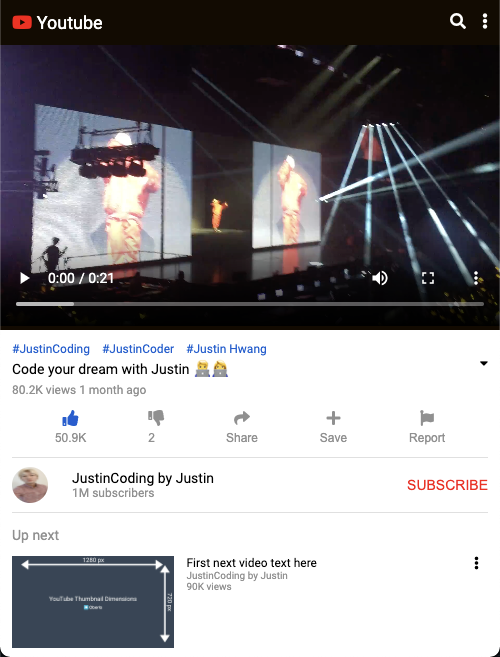 Youtube
0:00 / 0:21
#JustinCoding #JustinCoder #Justin Hwang
Code your dream with Justin 👨‍💻👩‍💻
80.2K views 1 month ago
50.9K 2 Share Save Report
JustinCoding by Justin
1M subscribers
SUBSCRIBE
Up next
1280 px
YouTube Thumbnail Dimensions
720 px
First next video text here
JustinCoding by Justin
90K views